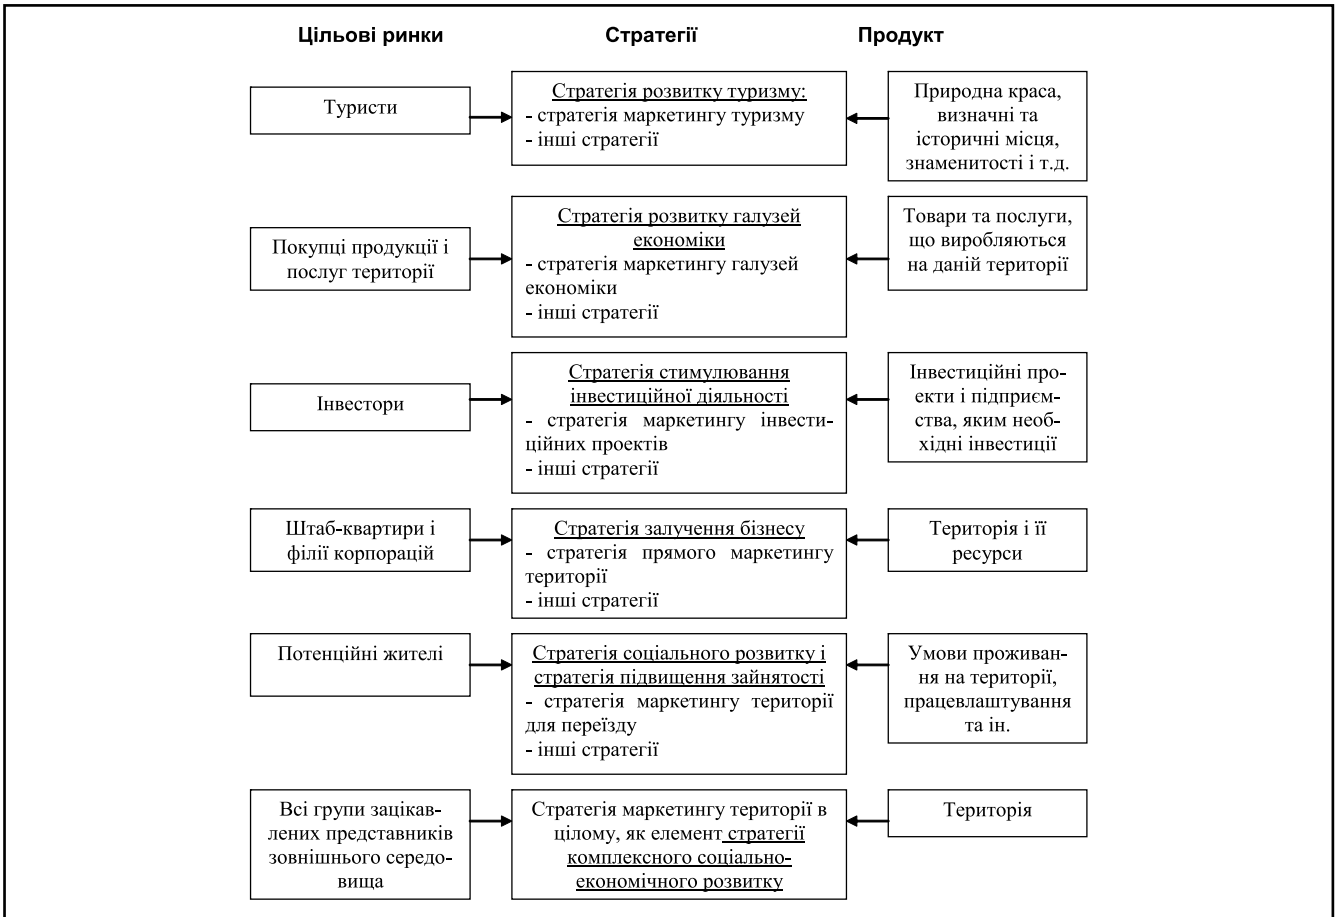 Цільові ринки Стратегії Продукт
Туристи
Стратегія розвитку туризму:
- стратегія маркетингу туризму
- інші стратегії
Природна краса,
визначні та
історичні місця,
знаменитості і т.д.
Покупці продукції і
послуг території
Стратегія розвитку галузей
економіки
- стратегія маркетингу галузей
економіки
- інші стратегії
Товари та послуги,
що виробляються
на даній території
Інвестори
Стратегія стимулювання
інвестиційної діяльності
- стратегія маркетингу інвести-
ційних проектів
- інші стратегії
Інвестиційні про-
екти і підприєм-
ства, яким необ-
хідні інвестиції
Штаб-квартири і
філії корпорацій
Стратегія залучення бізнесу
- стратегія прямого маркетингу
території
- інші стратегії
Територія і її
ресурси
Потенційні жителі
Стратегія соціального розвитку і
стратегія підвищення зайнятості
- стратегія маркетингу території
для переїзду
- інші стратегії
Умови проживан-
ня на території,
працевлаштування
та ін.
Всі групи зацікав-
лених представників
зовнішнього середо-
вища
Стратегія маркетингу території в
цілому, як елемент стратегії
комплексного соціально-
економічного розвитку
Територія